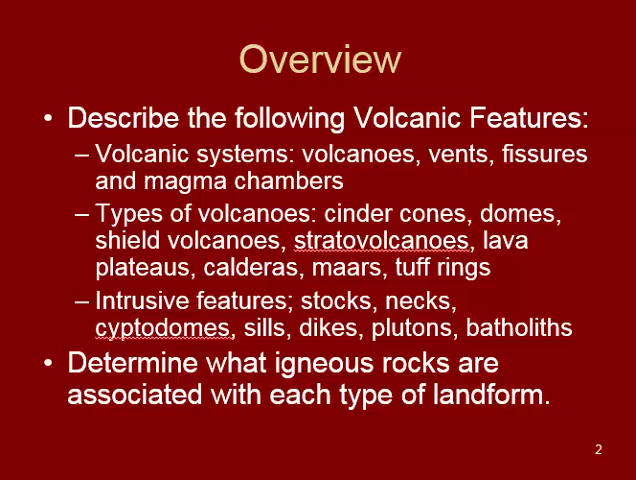 Overview
• Describe the following Volcanic Features:
– Volcanic systems: volcanoes, vents, fissures
and magma chambers
– Types of volcanoes: cinder cones, domes,
shield volcanoes, stratovolcanoes, lava
plateaus, calderas, maars, tuff rings
– Intrusive features; stocks, necks,
cyptodomes, sills, dikes, plutons, batholiths
• Determine what igneous rocks are
associated with each type of landform.
2